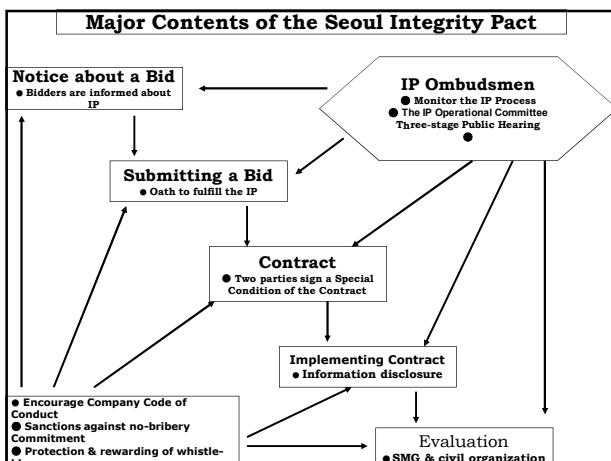 Major Contents of the Seoul Integrity Pact
Notice about a Bid
● Bidders are informed about
IP
IP Ombudsmen
● Monitor the IP Process
● The IP Operational Committee
Three-stage Public Hearing
●
Submitting a Bid
● Oath to fulfill the IP
Contract
● Two parties sign a Special
Condition of the Contract
Implementing Contract
● Information disclosure
● Encourage Company Code of
Conduct
● Sanctions against no-bribery
Commitment
● Protection & rewarding of whistle-
Evaluation
● SMG & civil organization